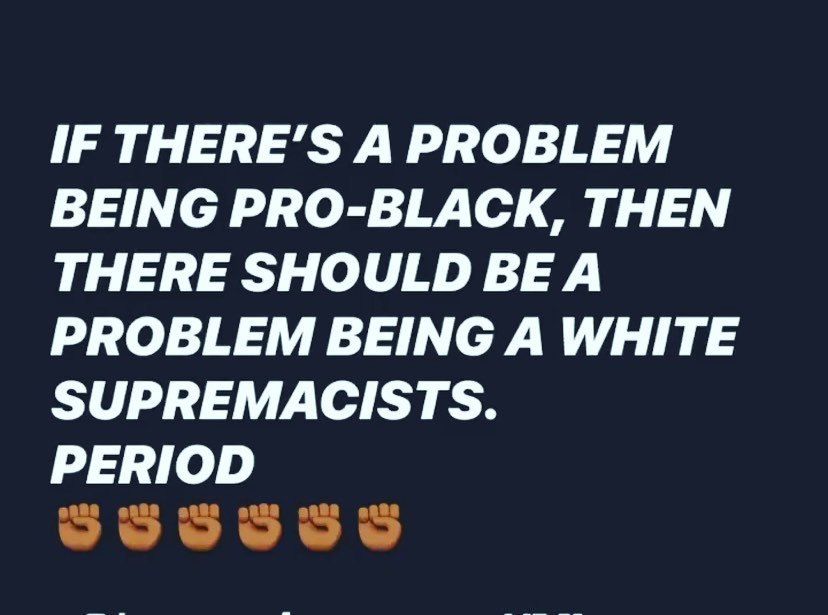 IF THERE'S A PROBLEM
BEING PRO-BLACK, THEN
THERE SHOULD BE A
PROBLEM BEING A WHITE
SUPREMACISTS.
PERIOD
✊🏾✊🏾✊🏾✊🏾✊🏾✊🏾